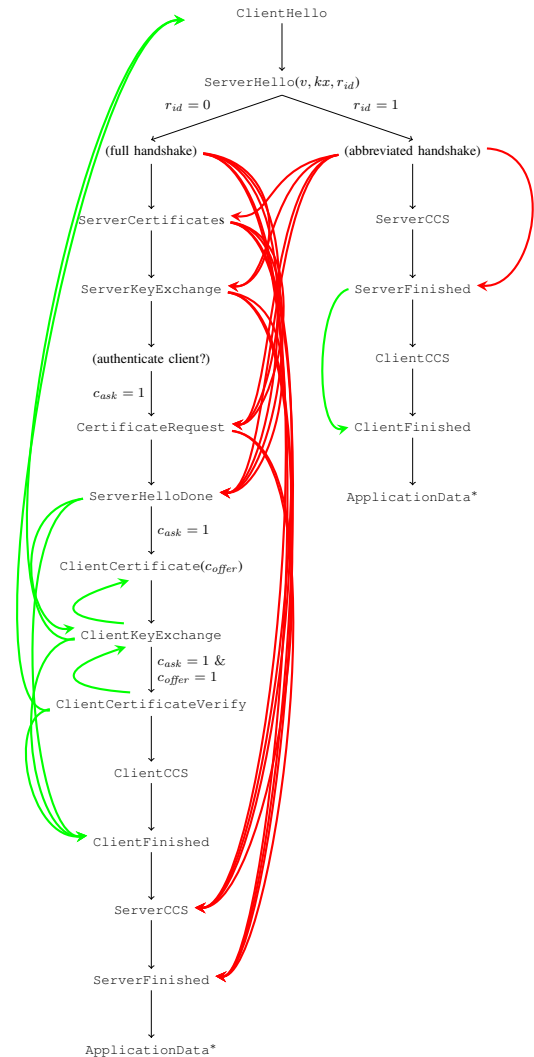 ClientHello
ServerHello(v, kx, r_id)
r_id = 0
r_id = 1
(full handshake)
(abbreviated handshake)
ServerCertificates
ServerCCS
ServerKeyExchange
ServerFinished
(authenticate client?)
ClientCCS
c_ask = 1
CertificateRequest
ClientFinished
ServerHelloDone
ApplicationData*
c_ask = 1
ClientCertificate(c_offer)
ClientKeyExchange
c_ask = 1 &
c_offer = 1
ClientCertificateVerify
ClientCCS
ClientFinished
ServerCCS
ServerFinished
ApplicationData*